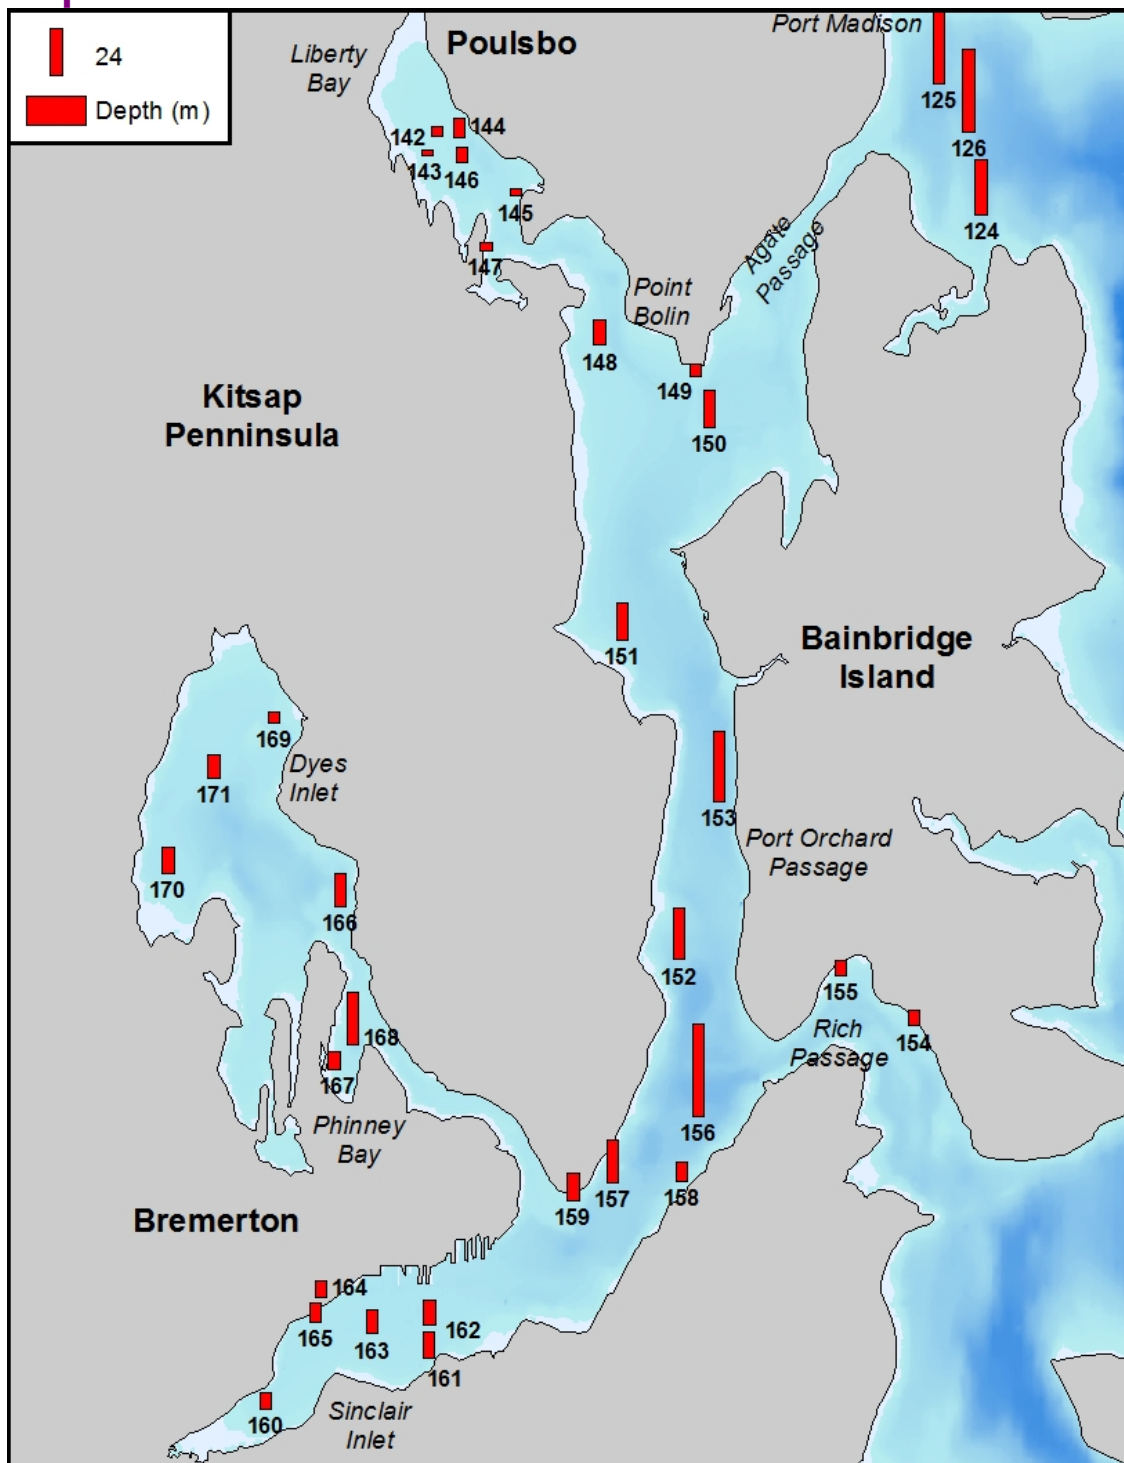 24
Depth (m)
Liberty
Bay
Poulsbo
Port Madison
125
126
124
142
144
143
146
145
147
Agate
Passage
Point
Bolin
148
149
150
Kitsap
Penninsula
151
Bainbridge
Island
169
Dyes
Inlet
171
153
Port Orchard
Passage
170
166
152
155
Rich
Passage
154
168
167
Phinney
Bay
156
157
158
159
Bremerton
164
165
163
162
161
160
Sinclair
Inlet